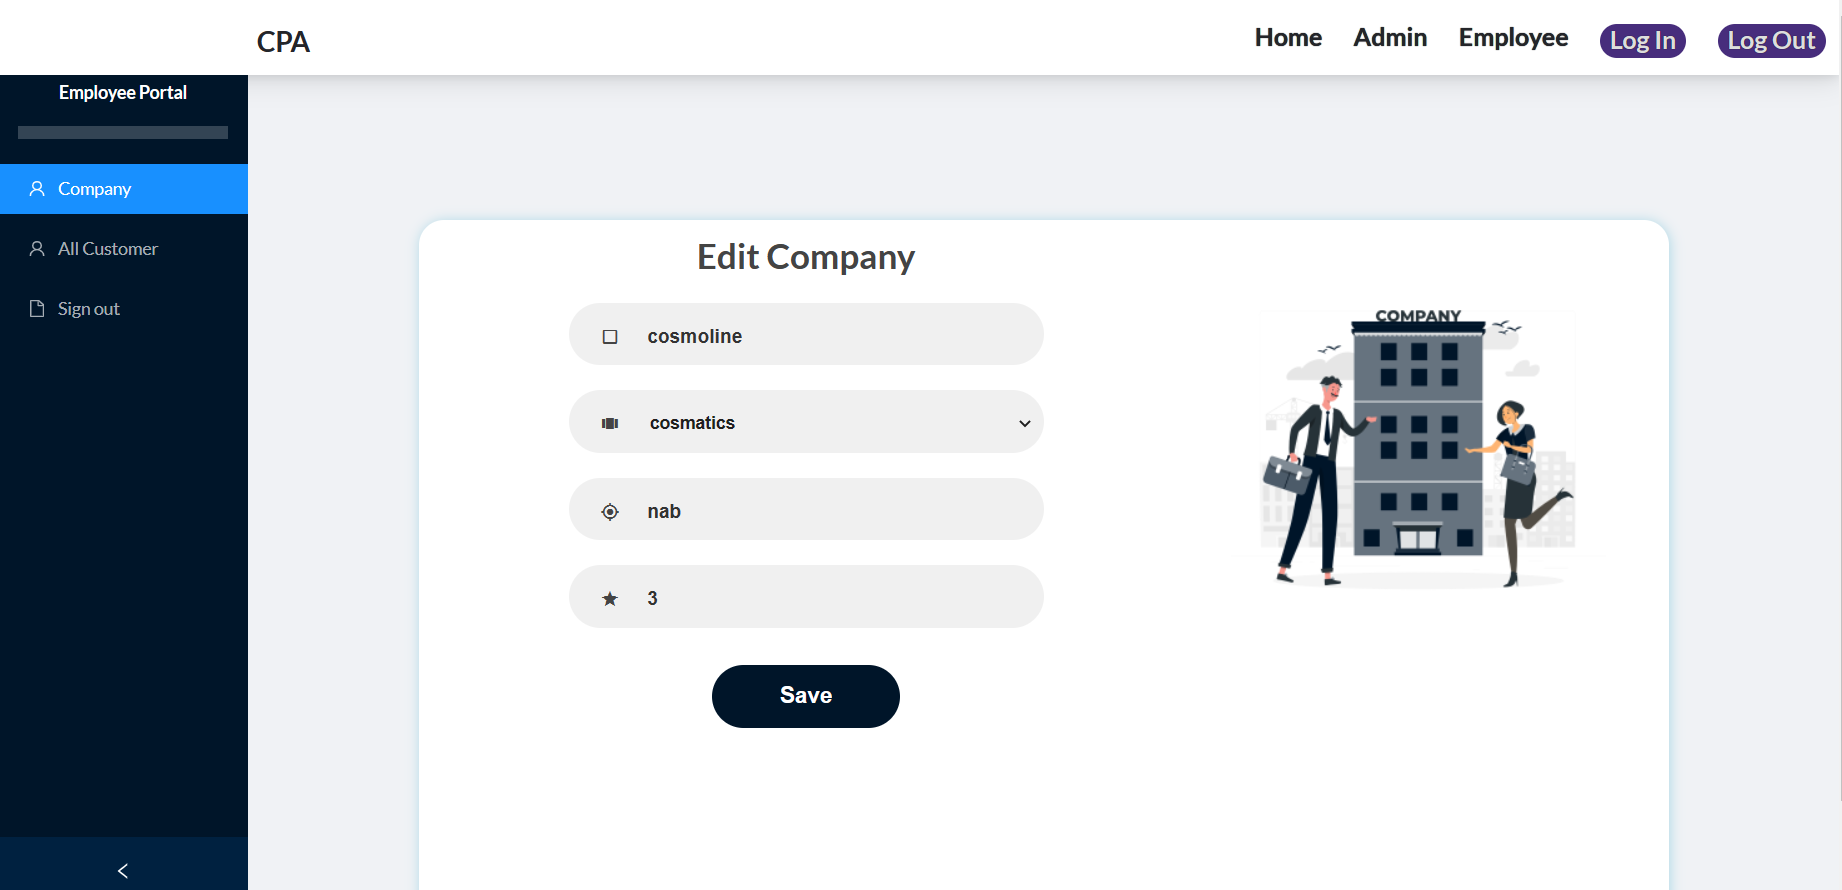 CPA
Home
Admin
Employee
Log In
Log Out
Employee Portal
Company
All Customer
Sign out
Edit Company
cosmoline
cosmatics
nab
3
Save
COMPANY